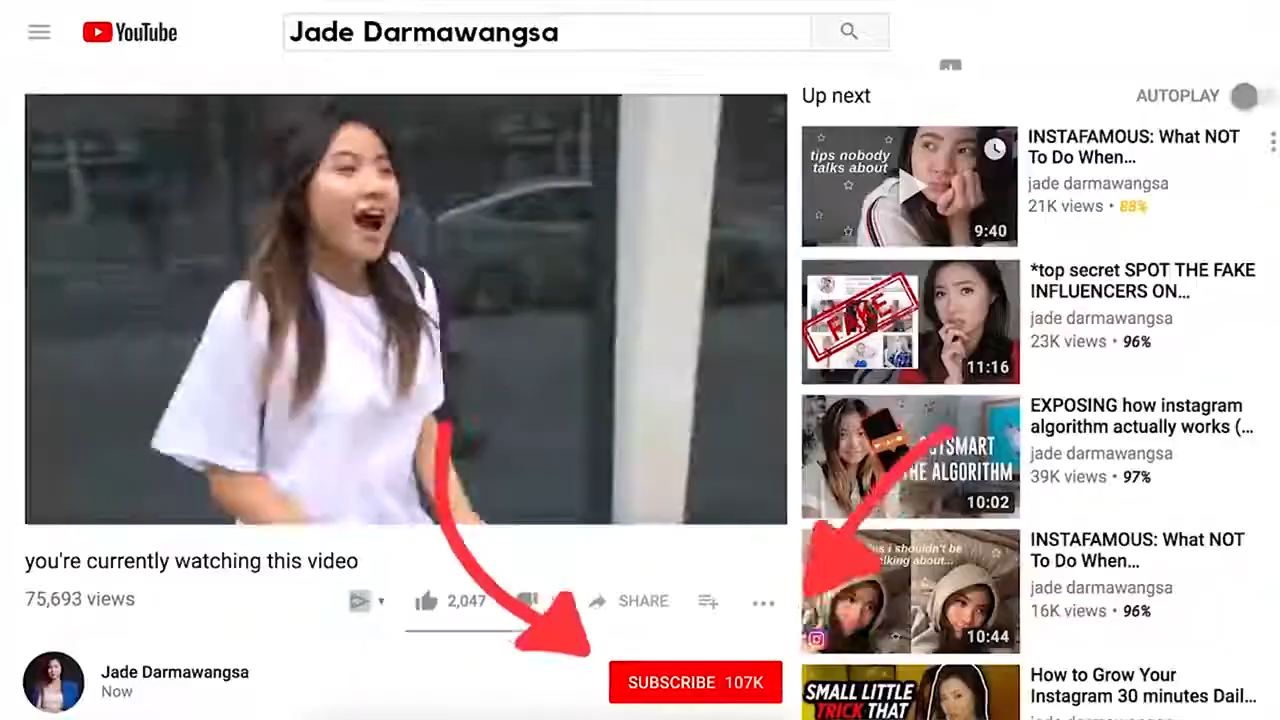 YouTube
Jade Darmawangsa
Up next
AUTOPLAY
tips nobody
talks about
9:40
INSTAFAMOUS: What NOT
To Do When…
jade darmawangsa
21K views • 88%
FAKE
11:16
*top secret SPOT THE FAKE
INFLUENCERS ON…
jade darmawangsa
23K views • 96%
THE ALGORITHM
10:02
EXPOSING how instagram
algorithm actually works (…
jade darmawangsa
39K views • 97%
i shouldn't be
10:44
INSTAFAMOUS: What NOT
To Do When…
jade darmawangsa
16K views • 96%
SMALL LITTLE
TRICK THAT
How to Grow Your
Instagram 30 minutes Dail…
you're currently watching this video
75,693 views
2,047
SHARE
Jade Darmawangsa
Now
SUBSCRIBE 107K